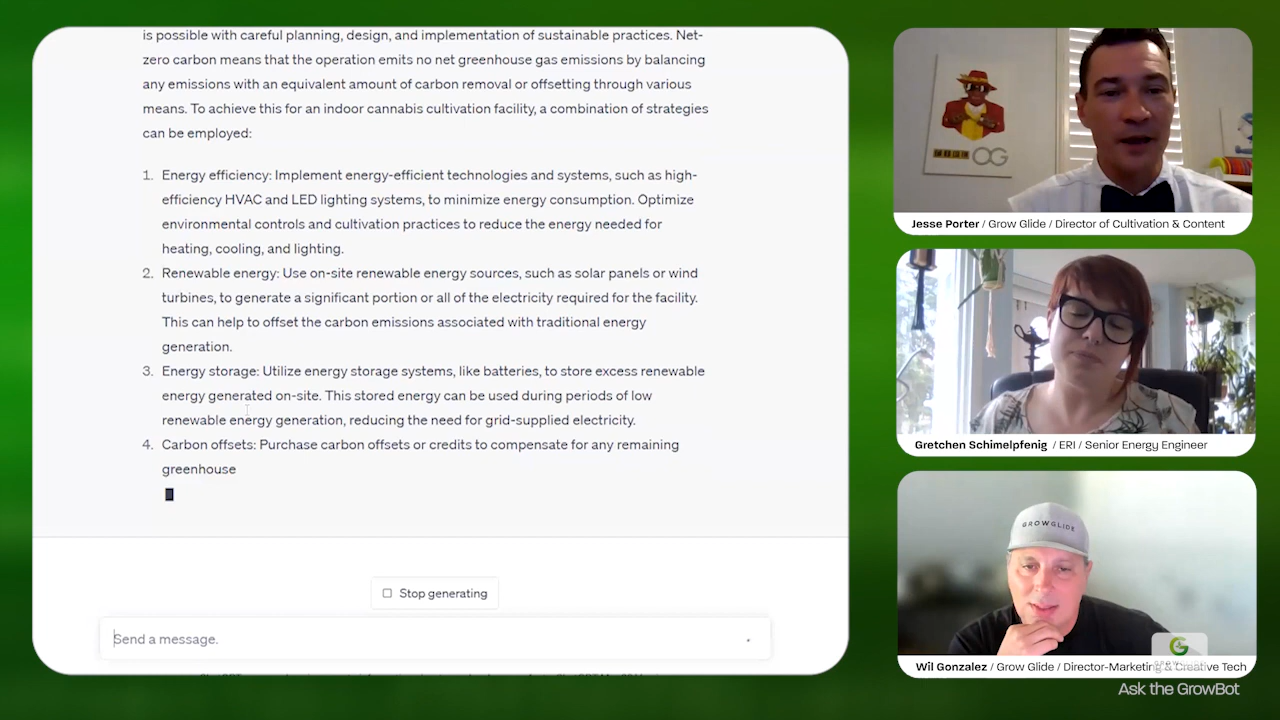 is possible with careful planning, design, and implementation of sustainable practices. Net-
zero carbon means that the operation emits no net greenhouse gas emissions by balancing
any emissions with an equivalent amount of carbon removal or offsetting through various
means. To achieve this for an indoor cannabis cultivation facility, a combination of strategies
can be employed:
1. Energy efficiency: Implement energy-efficient technologies and systems, such as high-
efficiency HVAC and LED lighting systems, to minimize energy consumption. Optimize
environmental controls and cultivation practices to reduce the energy needed for
heating, cooling, and lighting.
2. Renewable energy: Use on-site renewable energy sources, such as solar panels or wind
turbines, to generate a significant portion or all of the electricity required for the facility.
This can help to offset the carbon emissions associated with traditional energy
generation.
3. Energy storage: Utilize energy storage systems, like batteries, to store excess renewable
energy generated on-site. This stored energy can be used during periods of low
renewable energy generation, reducing the need for grid-supplied electricity.
4. Carbon offsets: Purchase carbon offsets or credits to compensate for any remaining
greenhouse
Stop generating
Send a message.
OG
Jesse Porter / Grow Glide / Director of Cultivation & Content
Gretchen Schimelpfenig / ERI / Senior Energy Engineer
GROWGLIDE
Wil Gonzalez / Grow Glide / Director-Marketing & Creative Tech
Ask the GrowBot